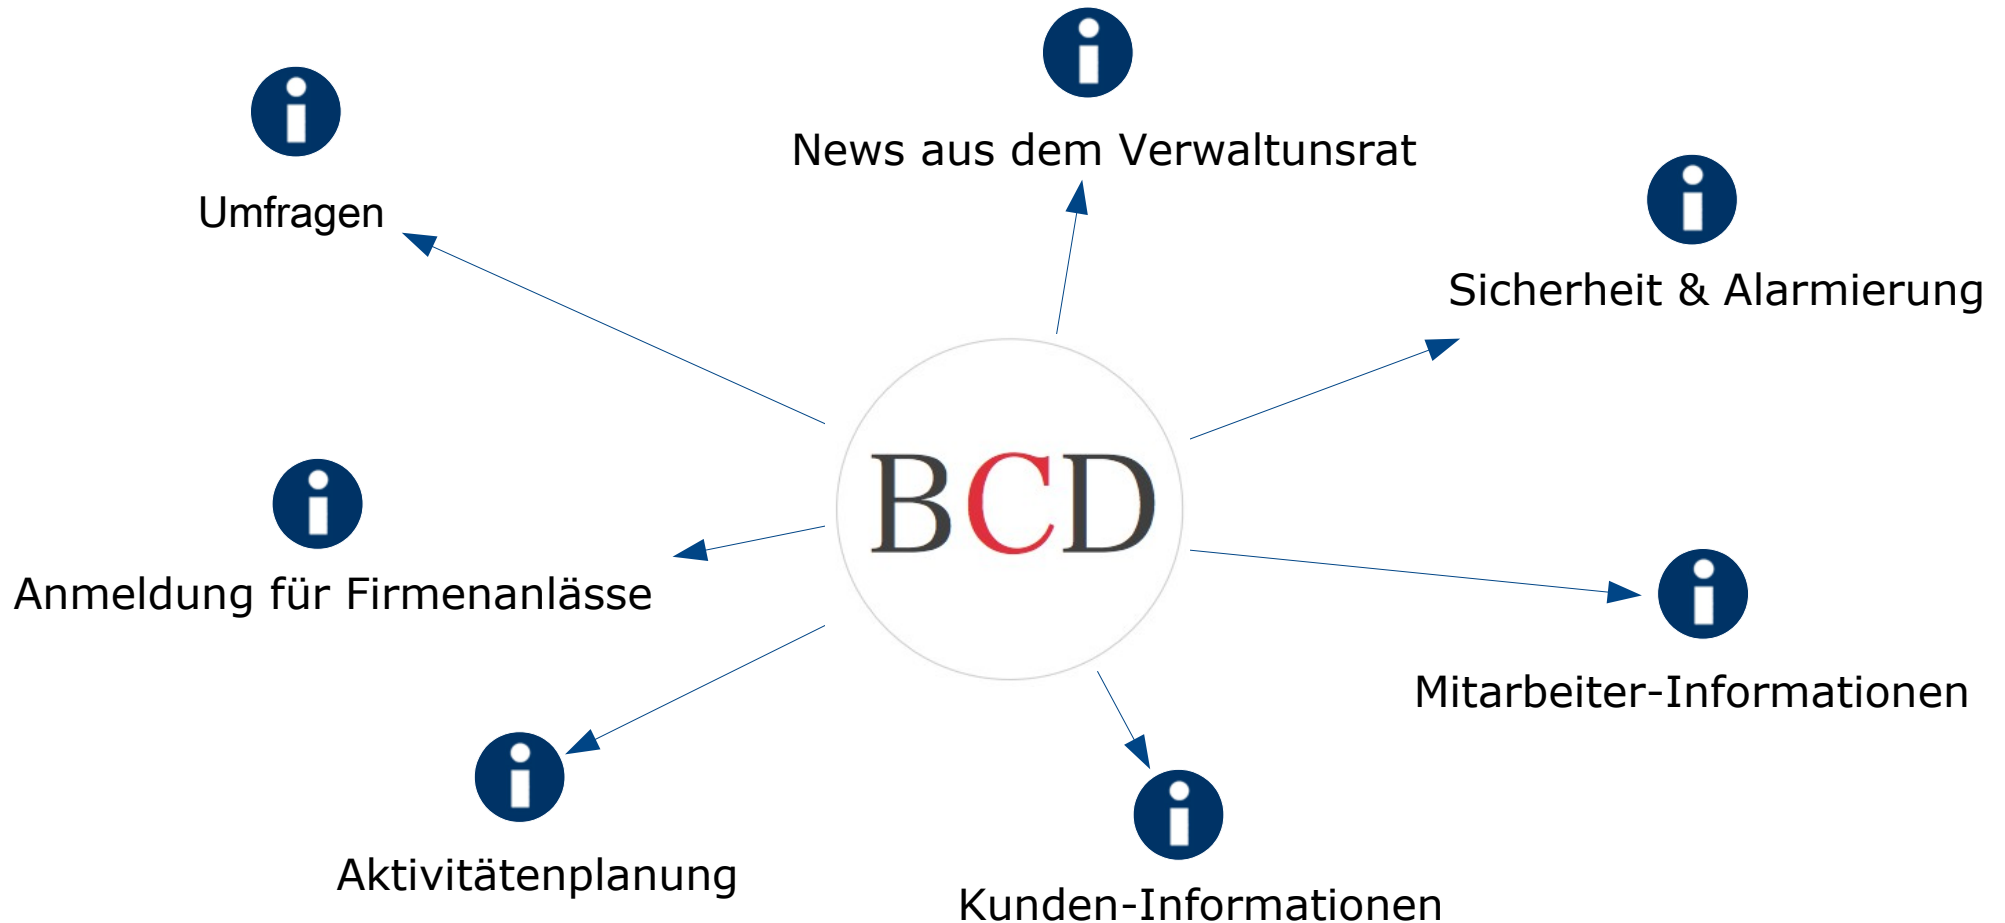 News aus dem Verwaltunsrat
Umfragen
Sicherheit & Alarmierung
BCD
Anmeldung für Firmenanlässe
Mitarbeiter-Informationen
Aktivitätenplanung
Kunden-Informationen